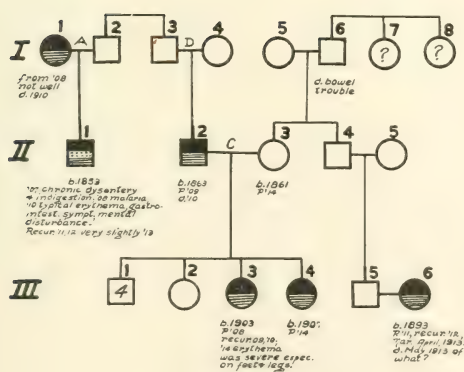 I
1
A
2
3
D
4
5
6
7
8
?
?
from '08
not well
d. 1910
d. bowel
trouble
II
1
2
C
3
4
5
b. 1853
'07, chronic dysentery
& indigestion, 08 malaria
'10 typical erythema, gastro-
intest. sympt. mental
disturbance.
Recur. 11, 12 very slightly '13
b. 1863
P '09
d. '10
b. 1861
P. '14
III
1
4
2
3
4
5
6
b. 1903
P '08
recur. 09, '10.
'14 erythema
was severe espec.
on feet & legs.
P '14
b. 1893
P. '11, recur. '12,
April, 1913.
d. May 1913 of
what?